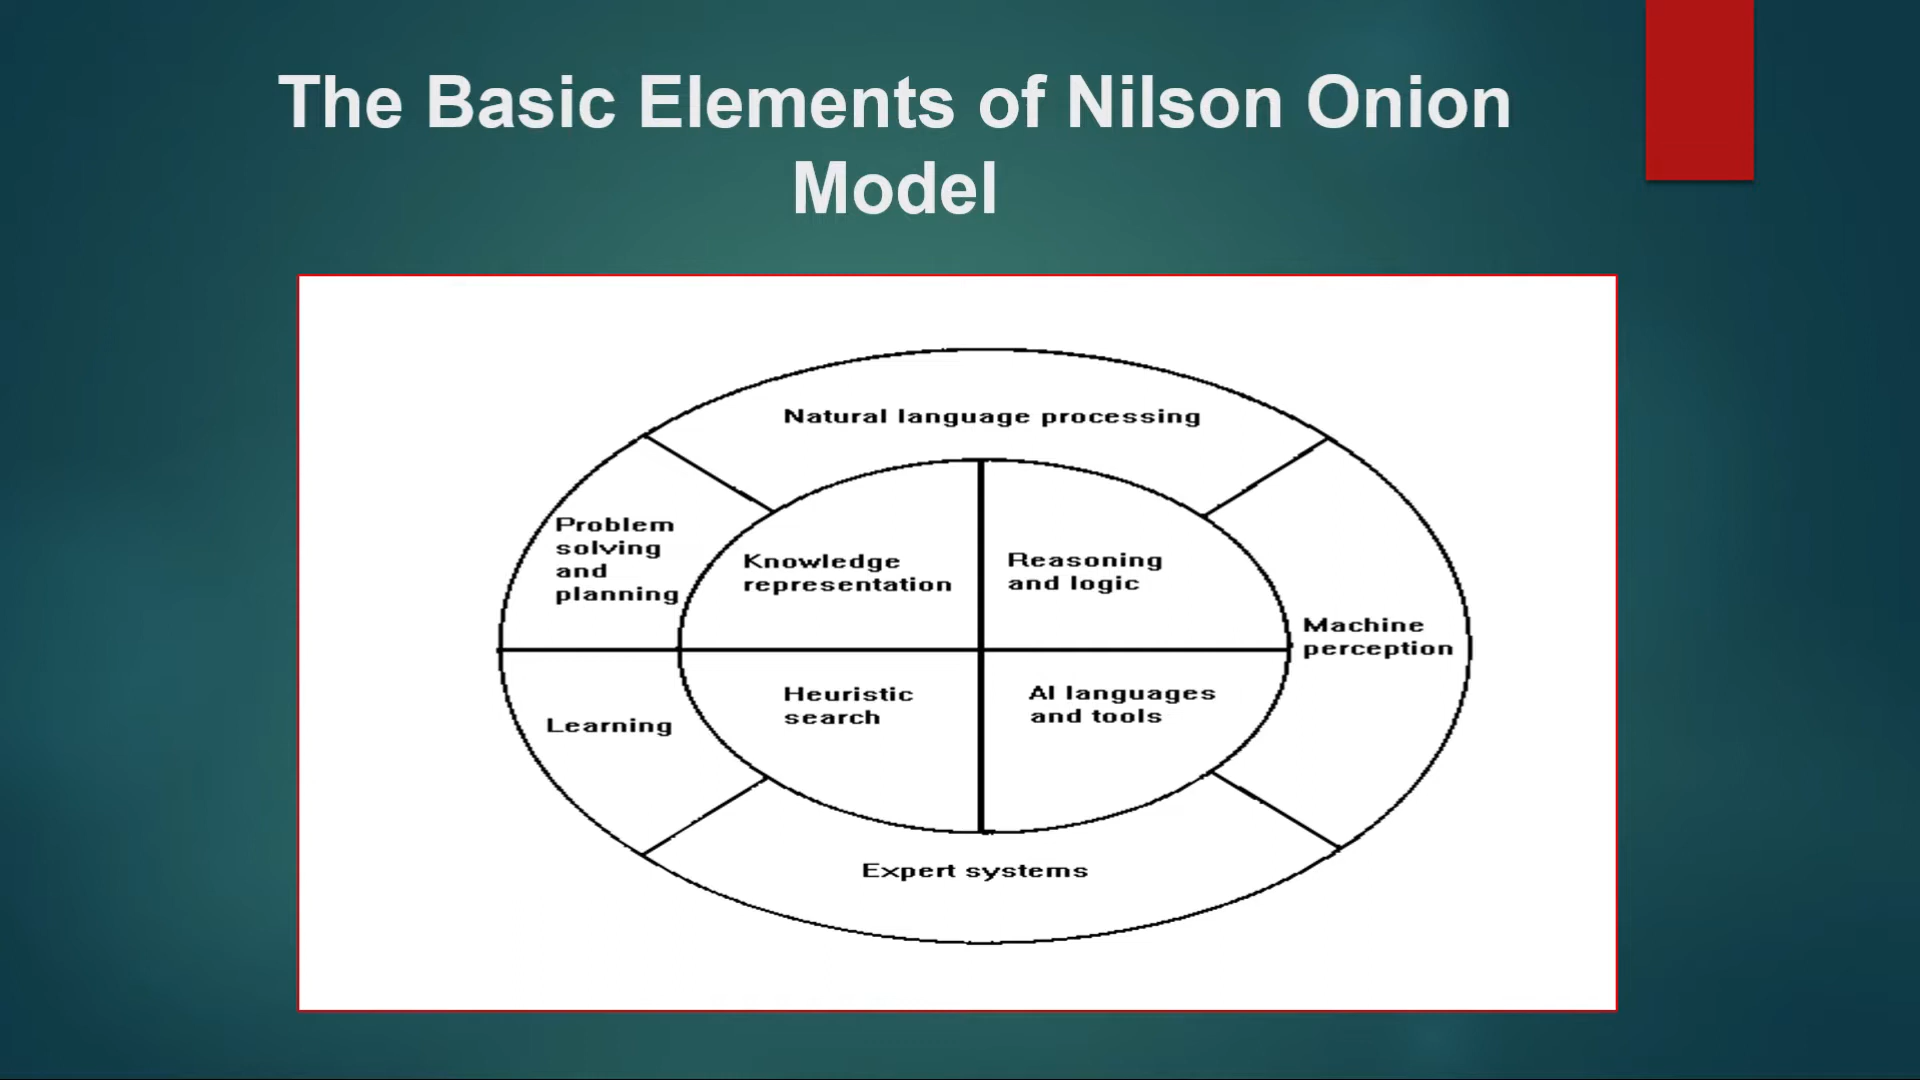 The Basic Elements of Nilson Onion
Model
Natural language processing
Problem
solving
and
planning
Knowledge
representation
Reasoning
and logic
Machine
perception
Heuristic
search
AI languages
and tools
Learning
Expert systems